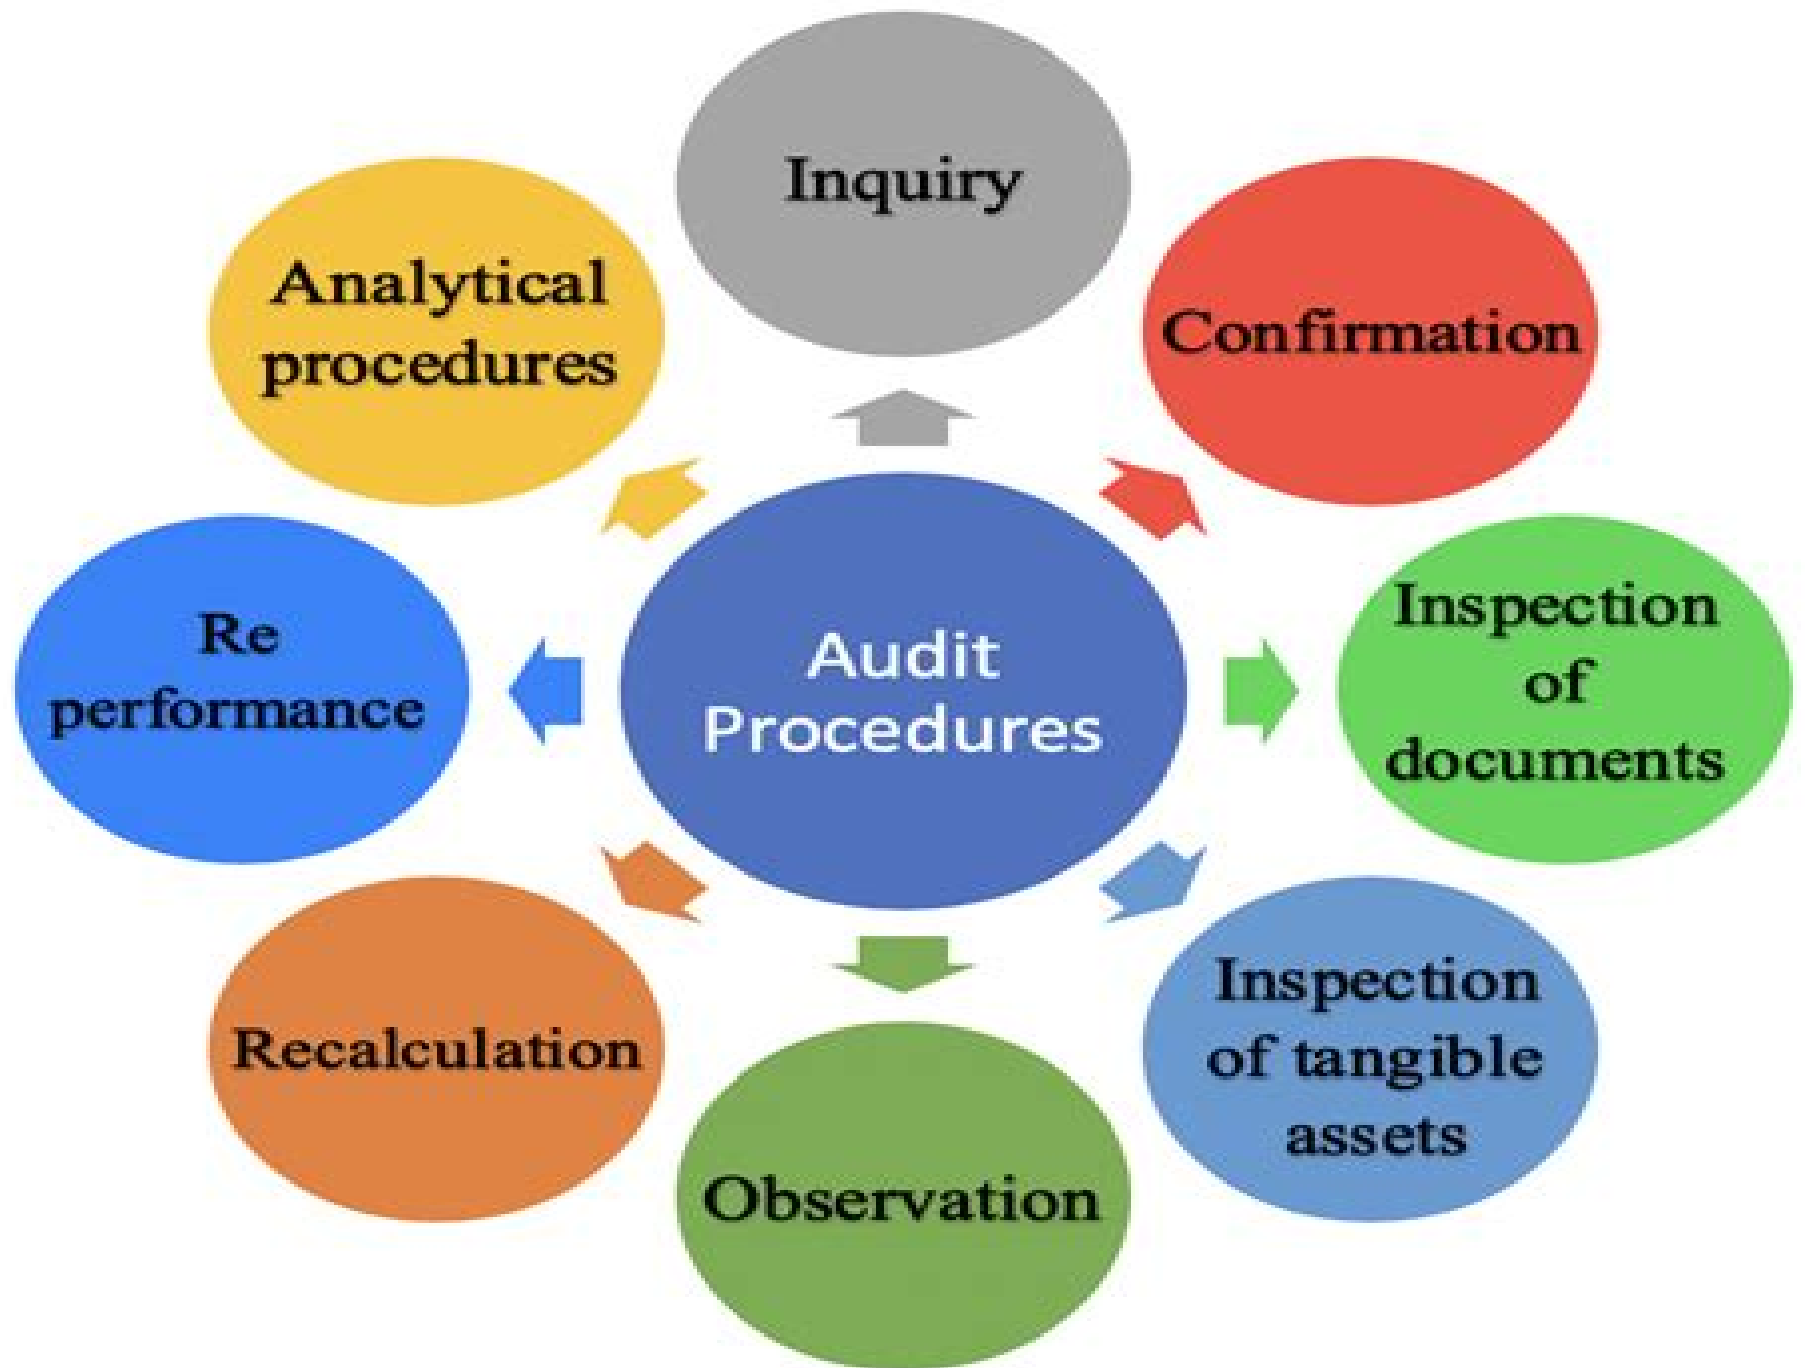 Inquiry
Confirmation
Inspection
of
documents
Inspection
of tangible
assets
Observation
Recalculation
Re
performance
Analytical
procedures
Audit
Procedures